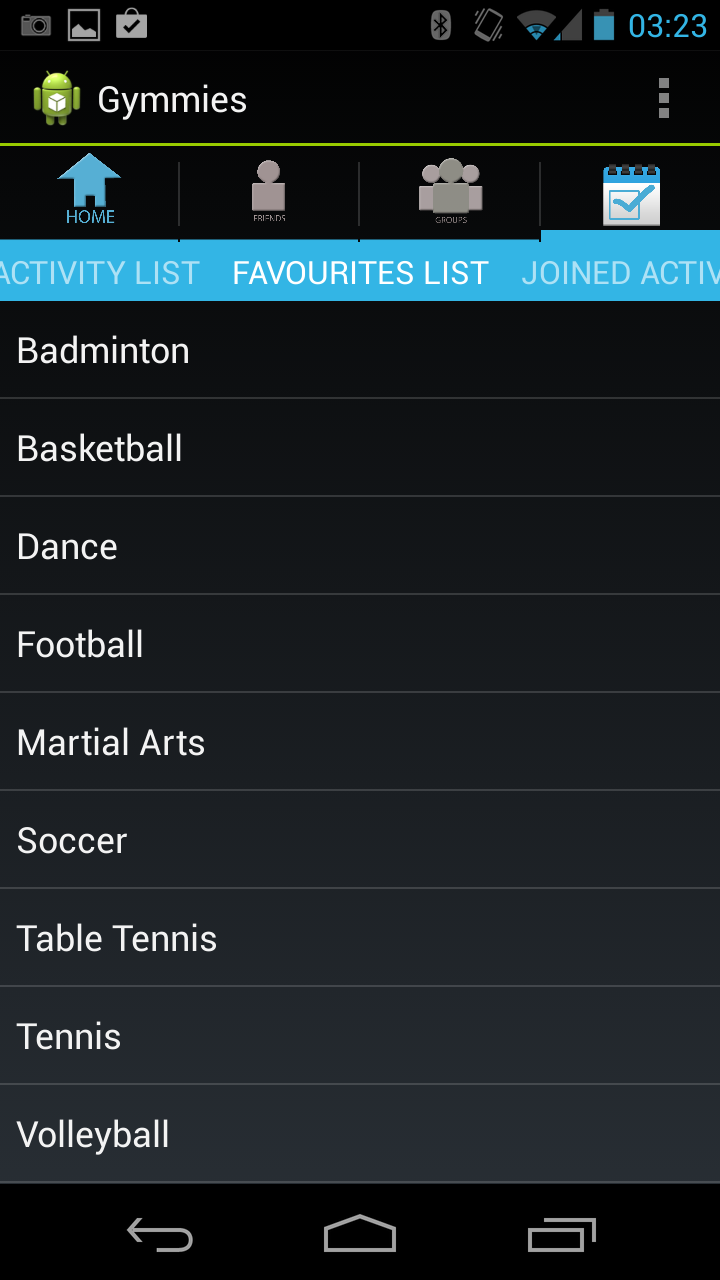 03:23
Gymmies
HOME
FRIENDS
GROUPS
ACTIVITY LIST
FAVOURITES LIST
JOINED ACTIV
Badminton
Basketball
Dance
Football
Martial Arts
Soccer
Table Tennis
Tennis
Volleyball